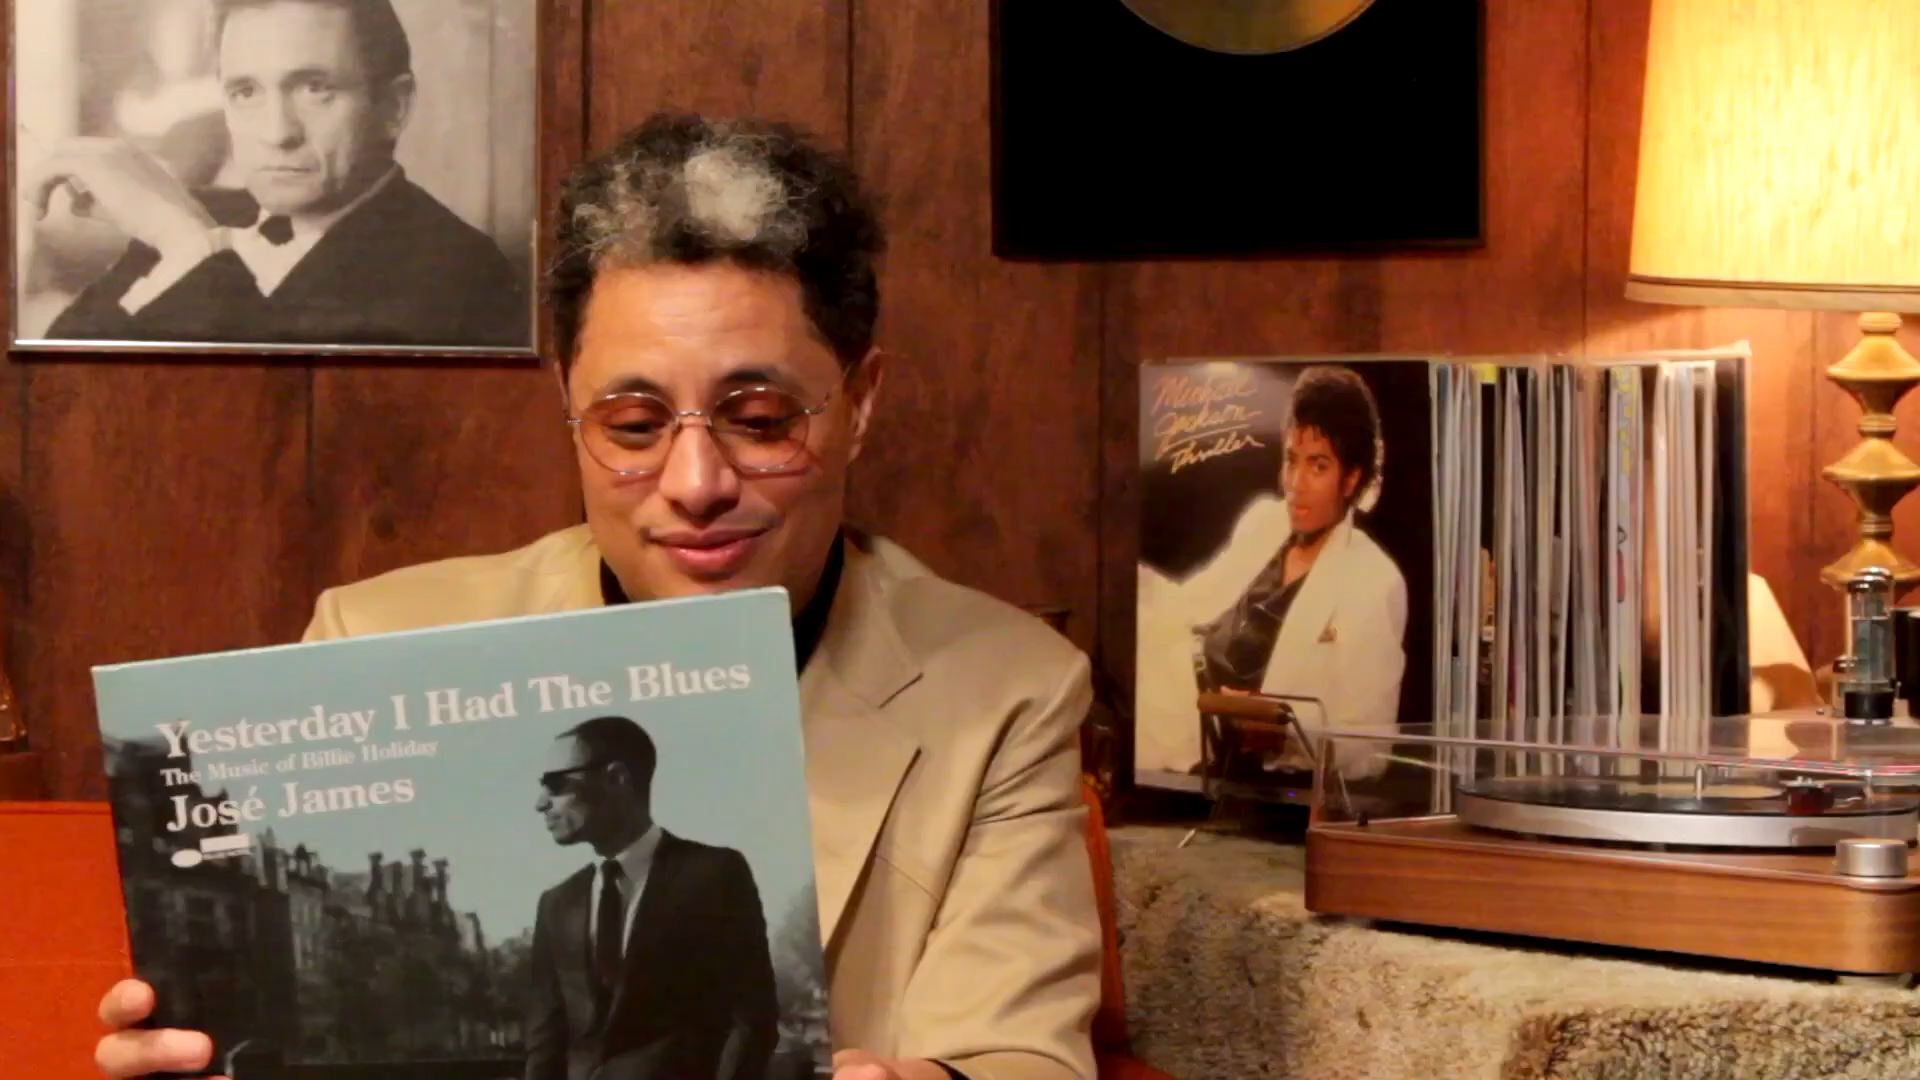 Yesterday I Had The Blues
The Music of Billie Holiday
José James
Michael
Jackson
Thriller